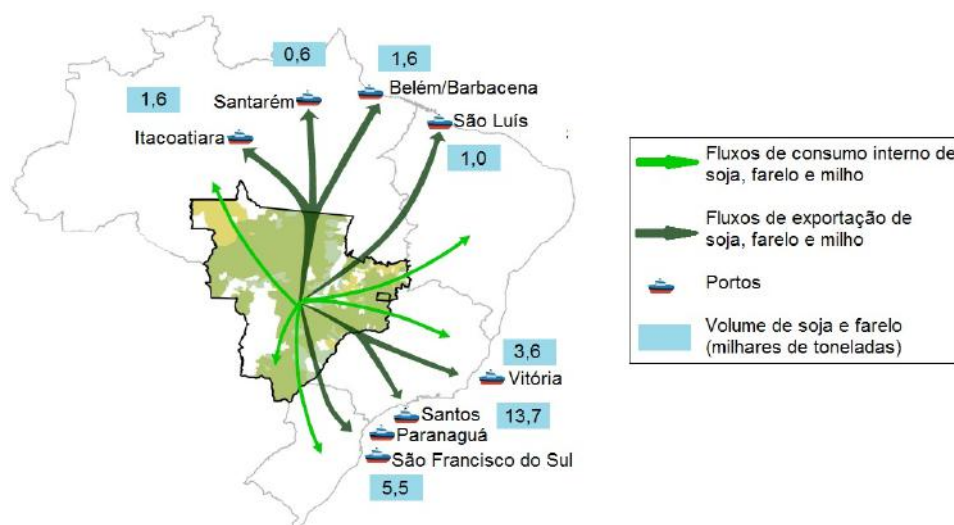 0,6
1,6
1,6
Santarém
Belém/Barbacena
São Luís
Itacoatiara
1,0
3,6
Vitória
Santos
13,7
Paranaguá
São Francisco do Sul
5,5
Fluxos de consumo interno de
soja, farelo e milho
Fluxos de exportação de
soja, farelo e milho
Portos
Volume de soja e farelo
(milhares de toneladas)